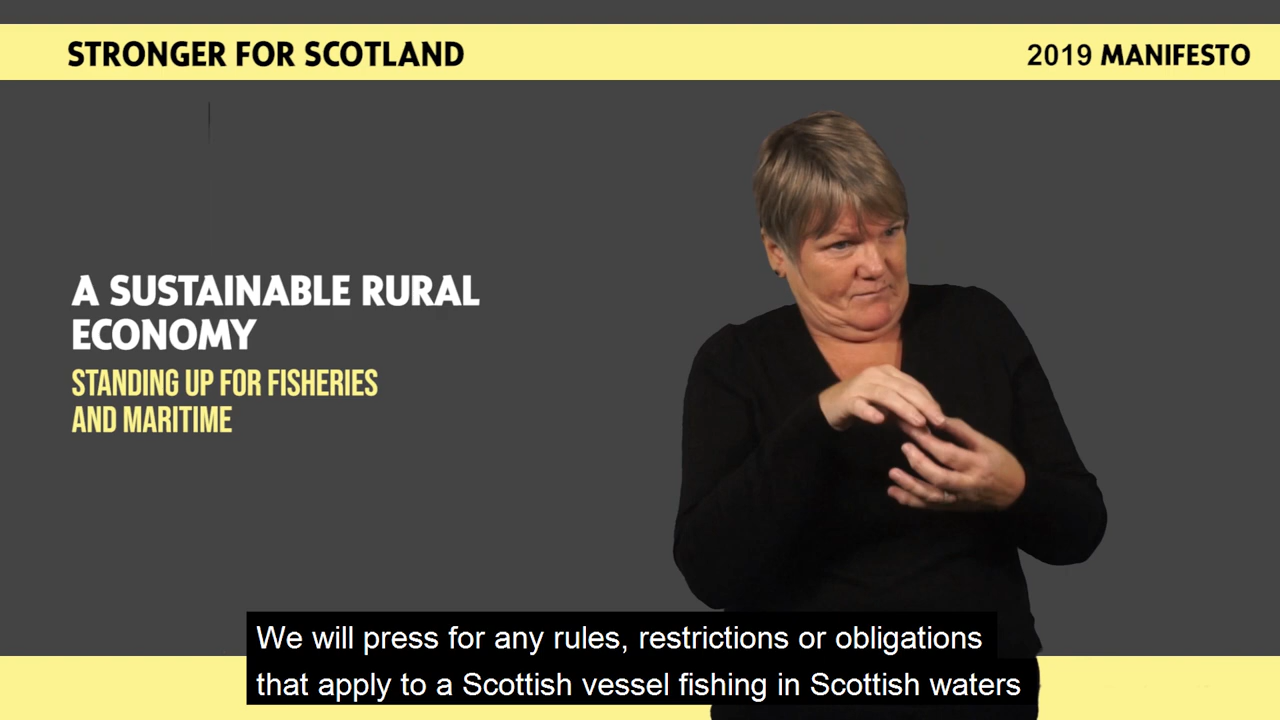 STRONGER FOR SCOTLAND
2019 MANIFESTO
A SUSTAINABLE RURAL
ECONOMY
STANDING UP FOR FISHERIES
AND MARITIME
We will press for any rules, restrictions or obligations
that apply to a Scottish vessel fishing in Scottish waters